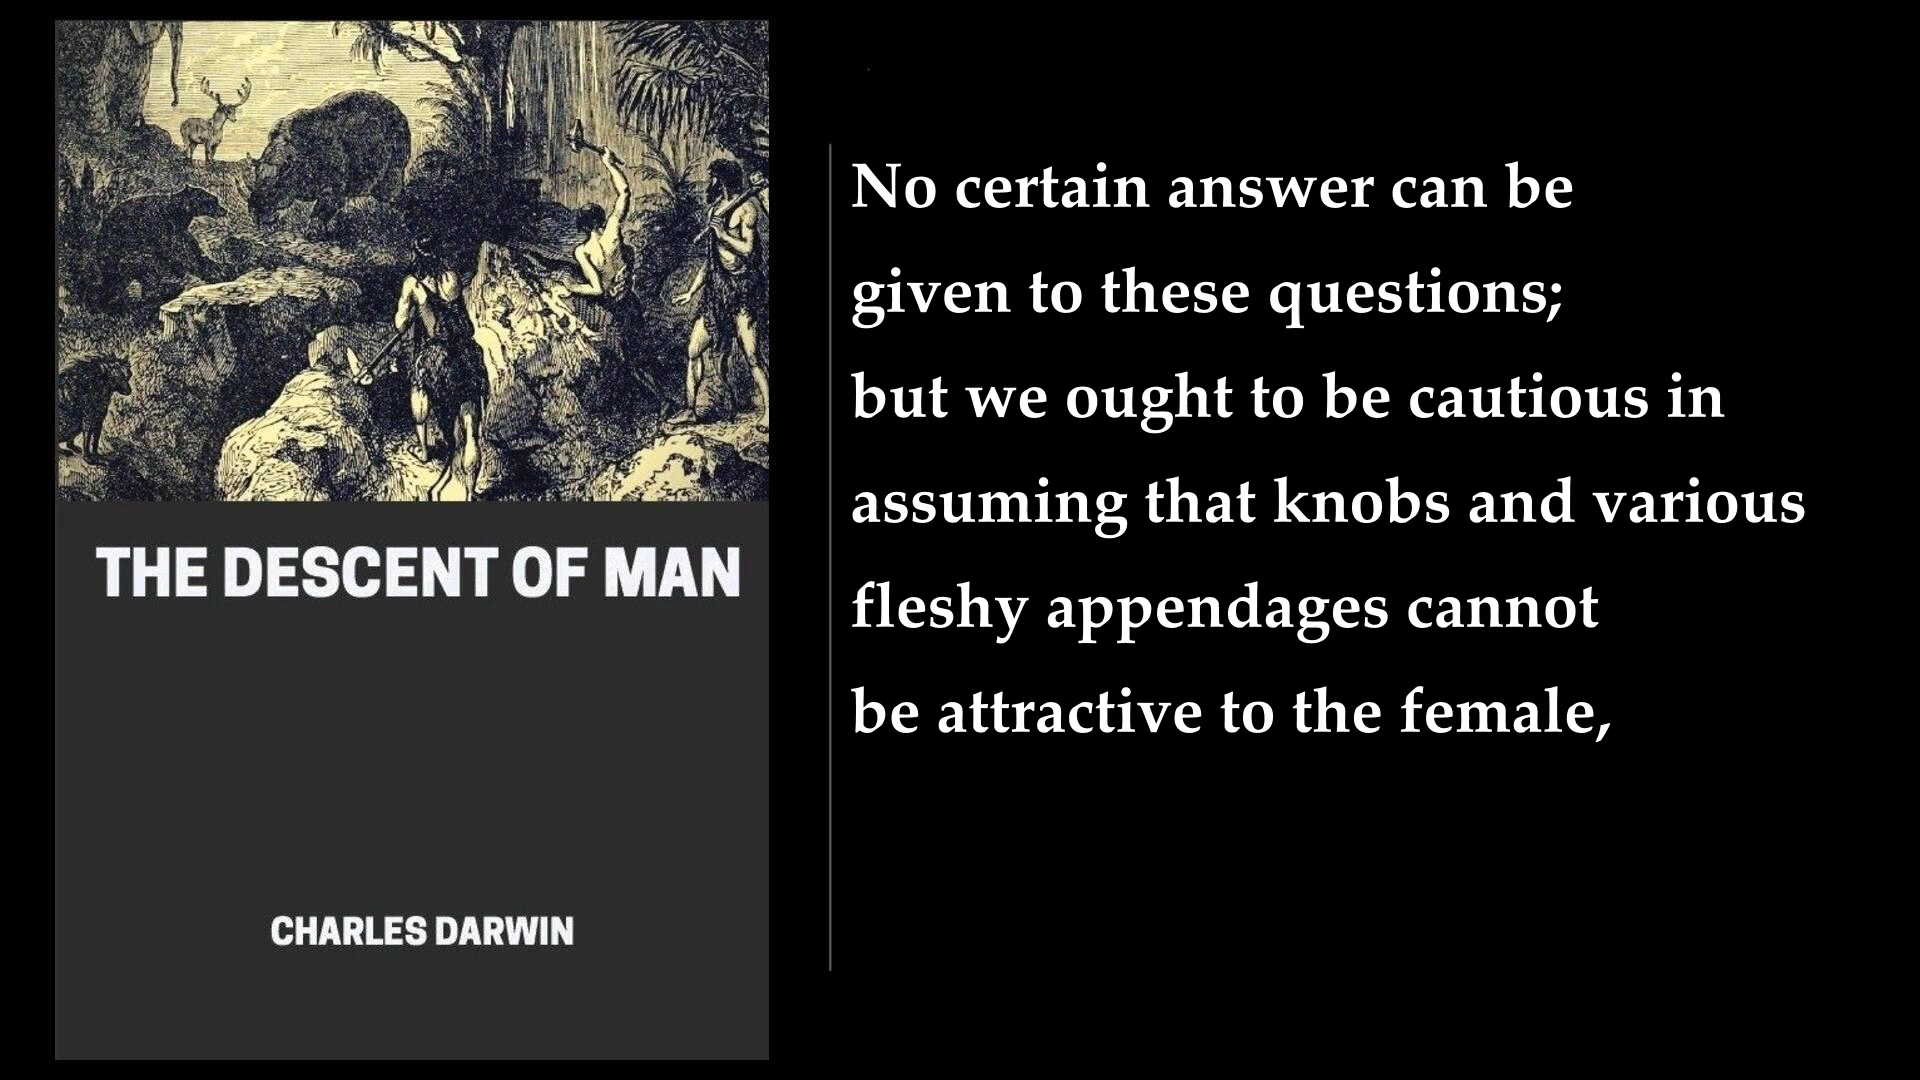 THE DESCENT OF MAN
CHARLES DARWIN
No certain answer can be
given to these questions;
but we ought to be cautious in
assuming that knobs and various
fleshy appendages cannot
be attractive to the female,